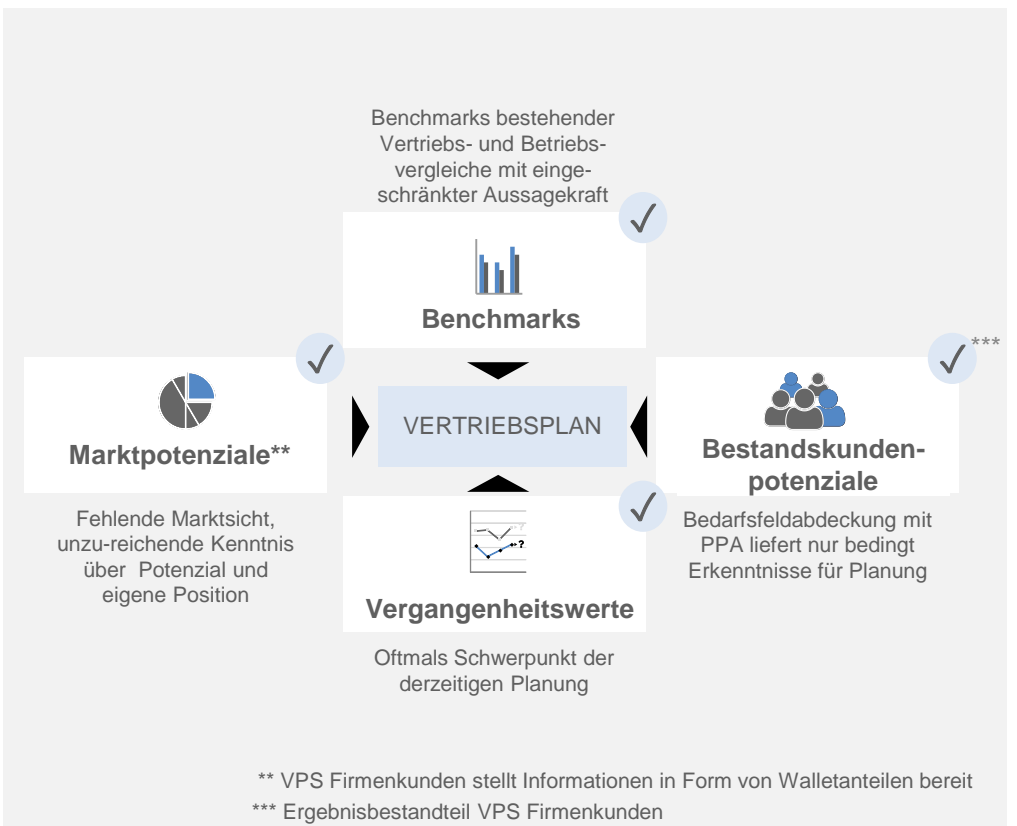 Benchmarks bestehender
Vertriebs- und Betriebs-
vergleiche mit einge-
schränkter Aussagekraft
Benchmarks
***
Marktpotenziale**
VERTRIEBSPLAN
Bestandskunden-
potenziale
Fehlende Marktsicht,
unzu-reichende Kenntnis
über Potenzial und
eigene Position
?
?
Vergangenheitswerte
Bedarfsfeldabdeckung mit
PPA liefert nur bedingt
Erkenntnisse für Planung
Oftmals Schwerpunkt der
derzeitigen Planung
** VPS Firmenkunden stellt Informationen in Form von Walletanteilen bereit
*** Ergebnisbestandteil VPS Firmenkunden